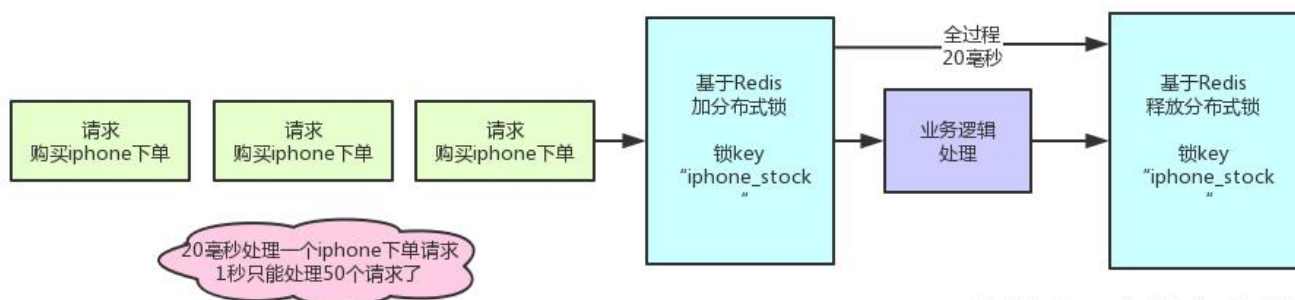 全过程
20毫秒
请求
购买iphone下单
请求
购买iphone下单
请求
购买iphone下单
基于Redis
加分布式锁
锁key
“iphone_stock
“
业务逻辑
处理
基于Redis
释放分布式锁
锁key
“iphone_stock
“
20毫秒处理一个iphone下单请求
1秒只能处理50个请求了